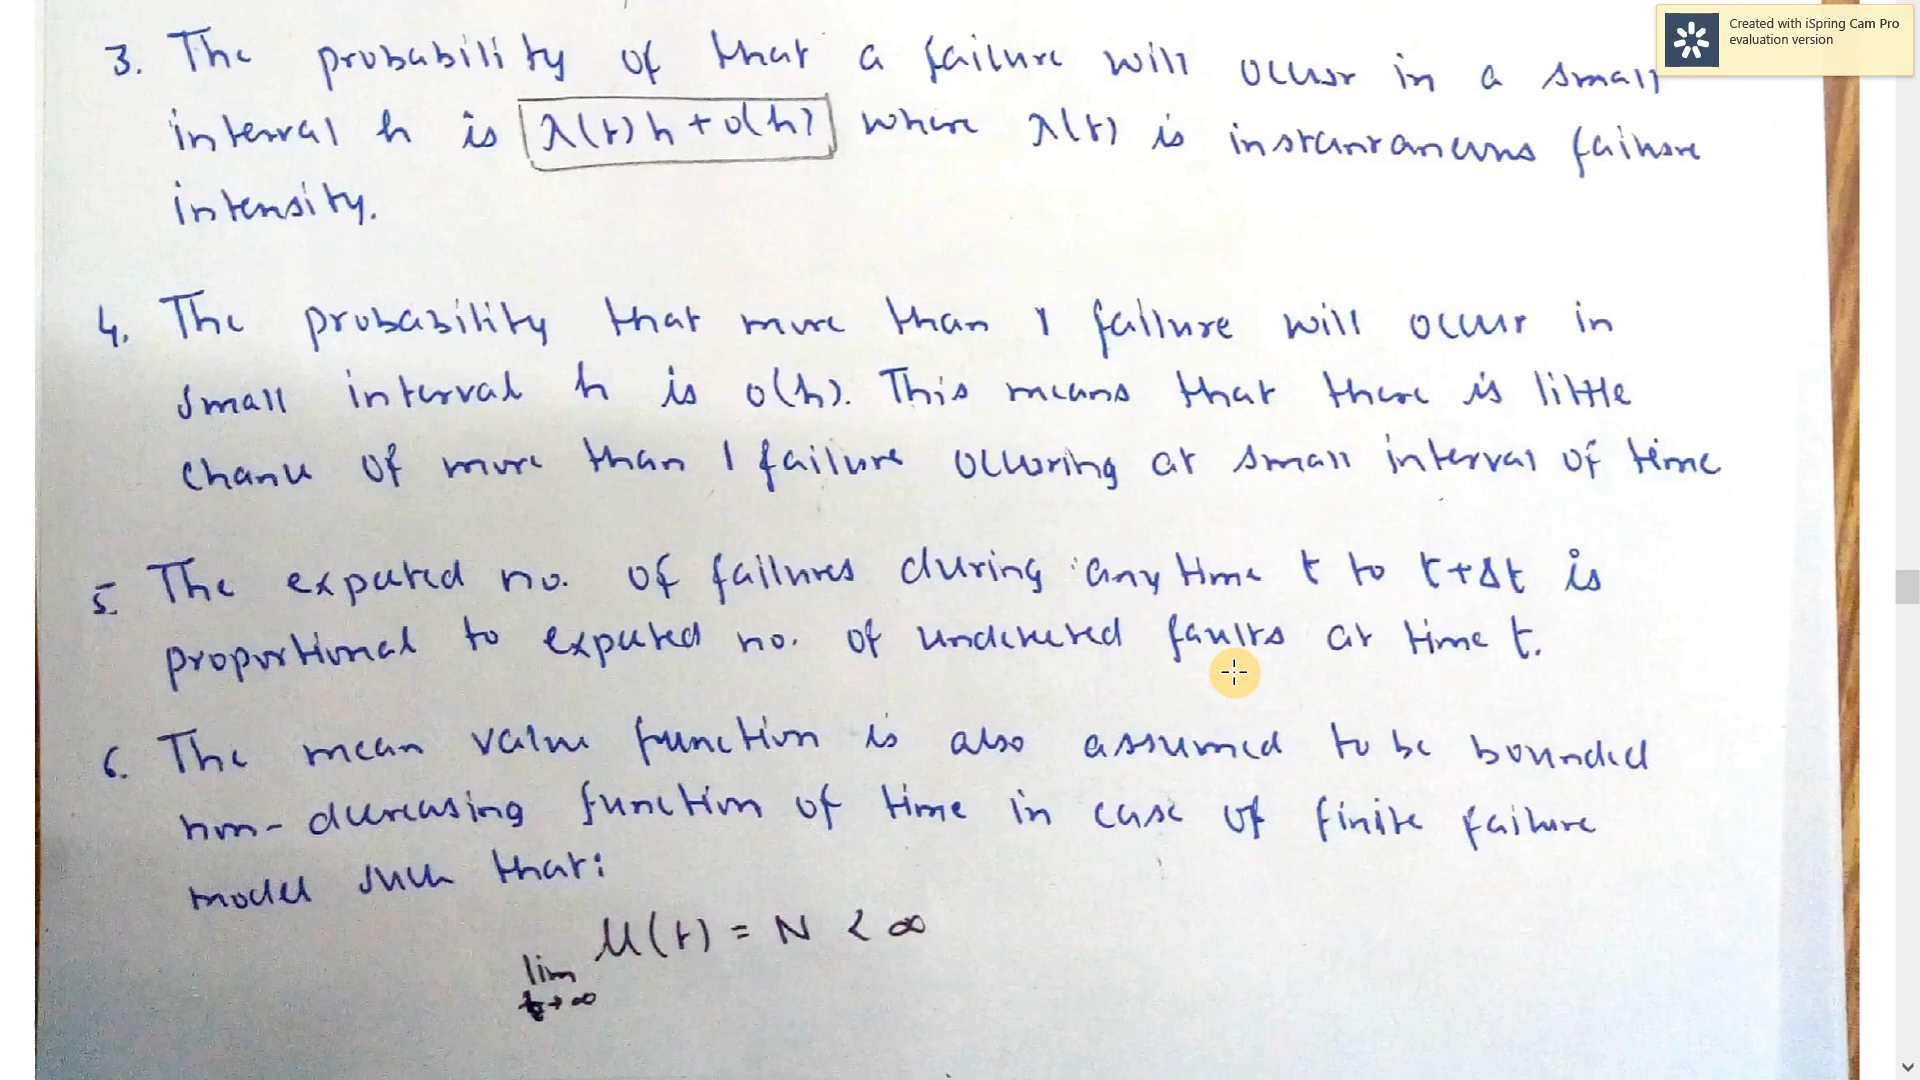 Created with iSpring Cam Pro
evaluation version
3. The probability of that a failure will occur in a small
interval h is λ(t)h + o(h) where λ(t) is instantaneous failure
intensity.
4. The probability that more than 1 failure will occur in
small interval h is o(h). This means that there is little
chance of more than 1 failure occuring at small interval of time
5. The expected no. of failures during any time t to t+Δt is
proportional to expected no. of undetected faults at time t.
6. The mean value function is also assumed to be bounded
non-decreasing function of time in case of finite failure
model such that:
μ(t) = N < ∞
lim
t→∞